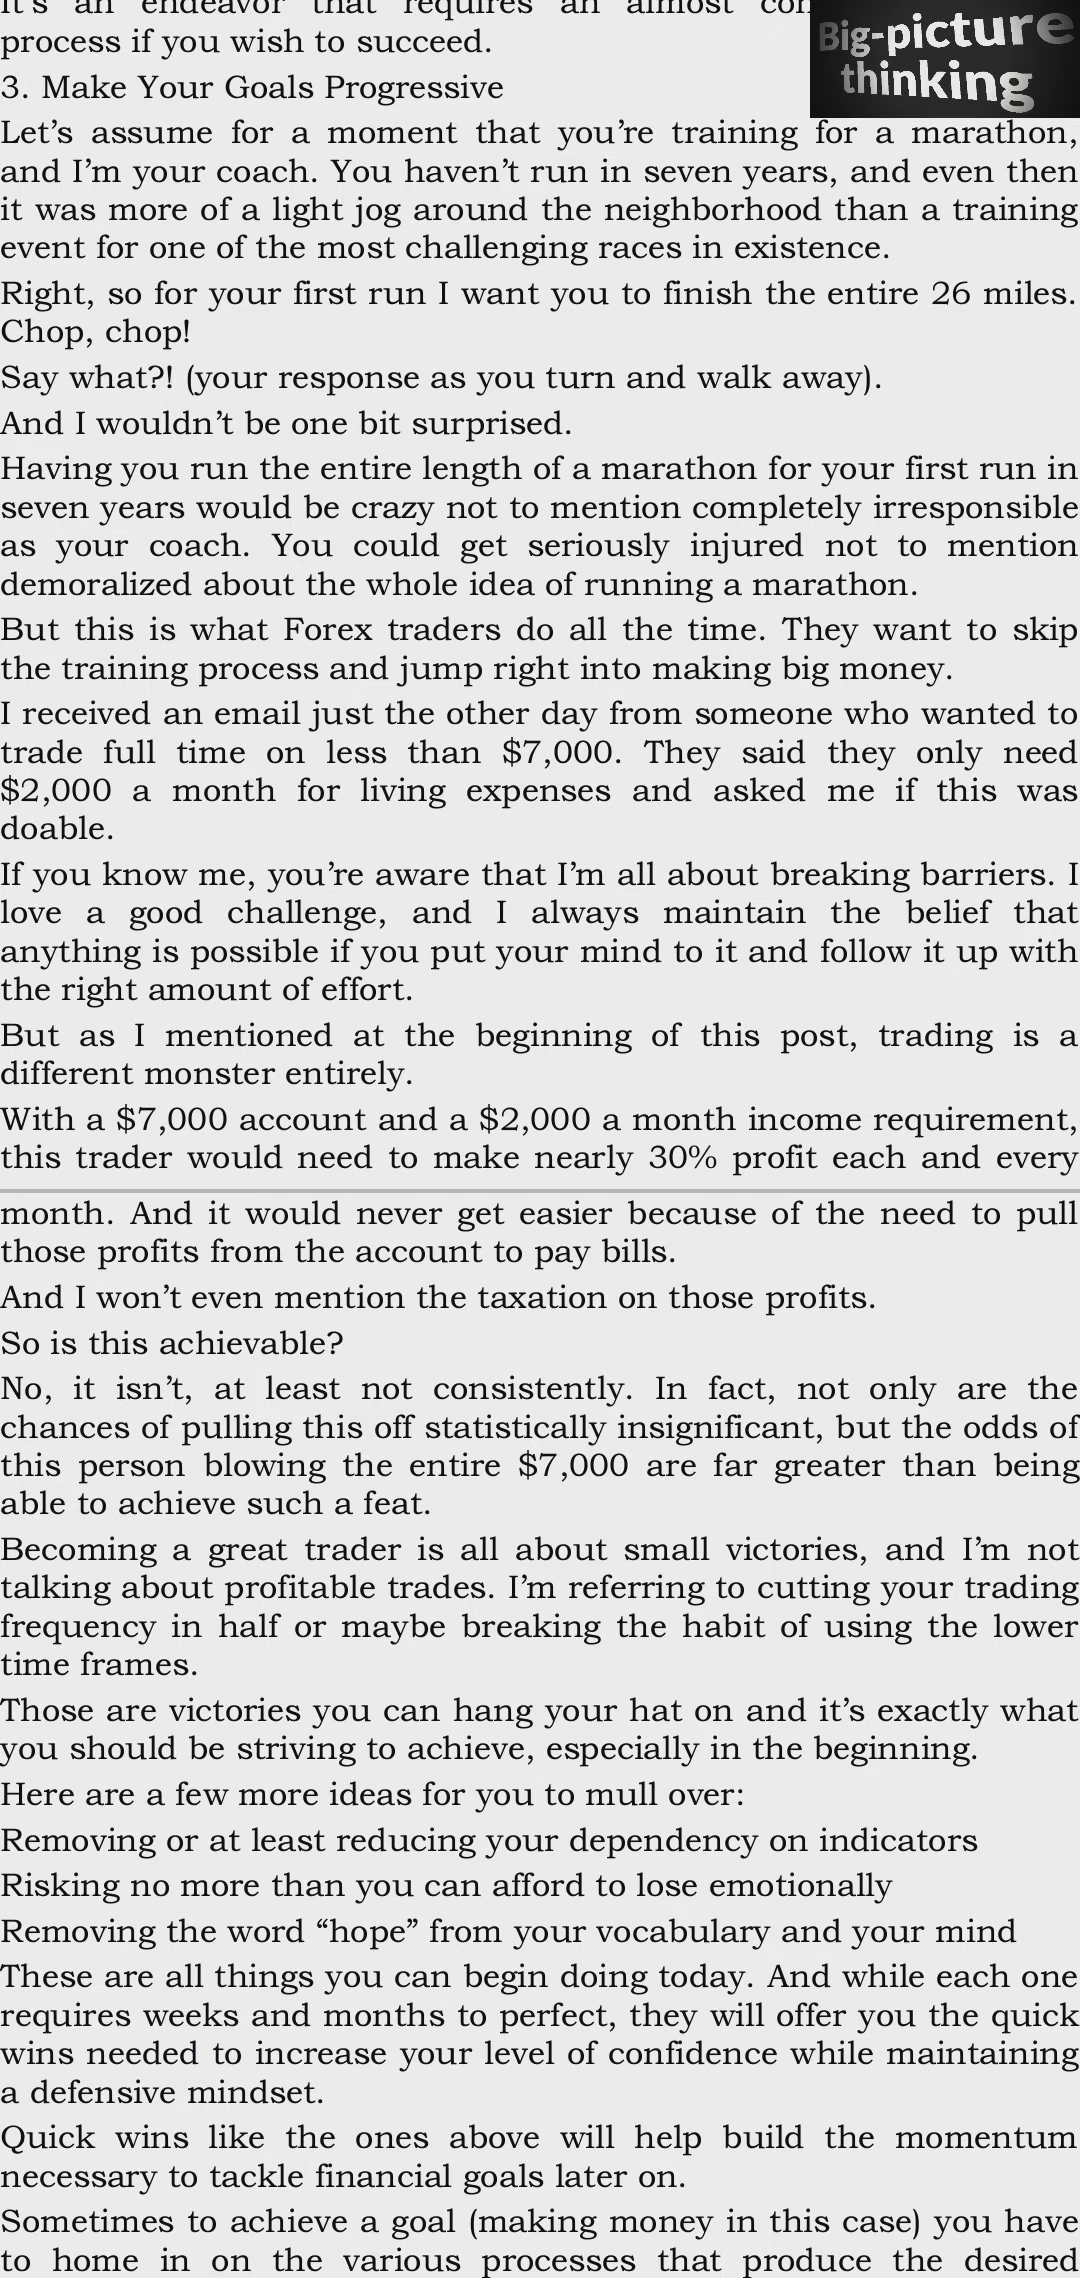 It's an endeavor that requires an almost
process if you wish to succeed.
Big-picture
thinking
3. Make Your Goals Progressive
Let's assume for a moment that you're training for a marathon,
and I'm your coach. You haven't run in seven years, and even then
it was more of a light jog around the neighborhood than a training
event for one of the most challenging races in existence.
Right, so for your first run I want you to finish the entire 26 miles.
Chop, chop!
Say what?! (your response as you turn and walk away).
And I wouldn't be one bit surprised.
Having you run the entire length of a marathon for your first run in
seven years would be crazy not to mention completely irresponsible
as your coach. You could get seriously injured not to mention
demoralized about the whole idea of running a marathon.
But this is what Forex traders do all the time. They want to skip
the training process and jump right into making big money.
I received an email just the other day from someone who wanted to
trade full time on less than $7,000. They said they only need
$2,000 a month for living expenses and asked me if this was
doable.
If you know me, you're aware that I'm all about breaking barriers. I
love a good challenge, and I always maintain the belief that
anything is possible if you put your mind to it and follow it up with
the right amount of effort.
But as I mentioned at the beginning of this post, trading is a
different monster entirely.
With a $7,000 account and a $2,000 a month income requirement,
this trader would need to make nearly 30% profit each and every
month. And it would never get easier because of the need to pull
those profits from the account to pay bills.
And I won't even mention the taxation on those profits.
So is this achievable?
No, it isn't, at least not consistently. In fact, not only are the
chances of pulling this off statistically insignificant, but the odds of
this person blowing the entire $7,000 are far greater than being
able to achieve such a feat.
Becoming a great trader is all about small victories, and I'm not
talking about profitable trades. I'm referring to cutting your trading
frequency in half or maybe breaking the habit of using the lower
time frames.
Those are victories you can hang your hat on and it's exactly what
you should be striving to achieve, especially in the beginning.
Here are a few more ideas for you to mull over:
Removing or at least reducing your dependency on indicators
Risking no more than you can afford to lose emotionally
Removing the word “hope” from your vocabulary and your mind
These are all things you can begin doing today. And while each one
requires weeks and months to perfect, they will offer you the quick
wins needed to increase your level of confidence while maintaining
a defensive mindset.
Quick wins like the ones above will help build the momentum
necessary to tackle financial goals later on.
Sometimes to achieve a goal (making money in this case) you have
to home in on the various processes that produce the desired